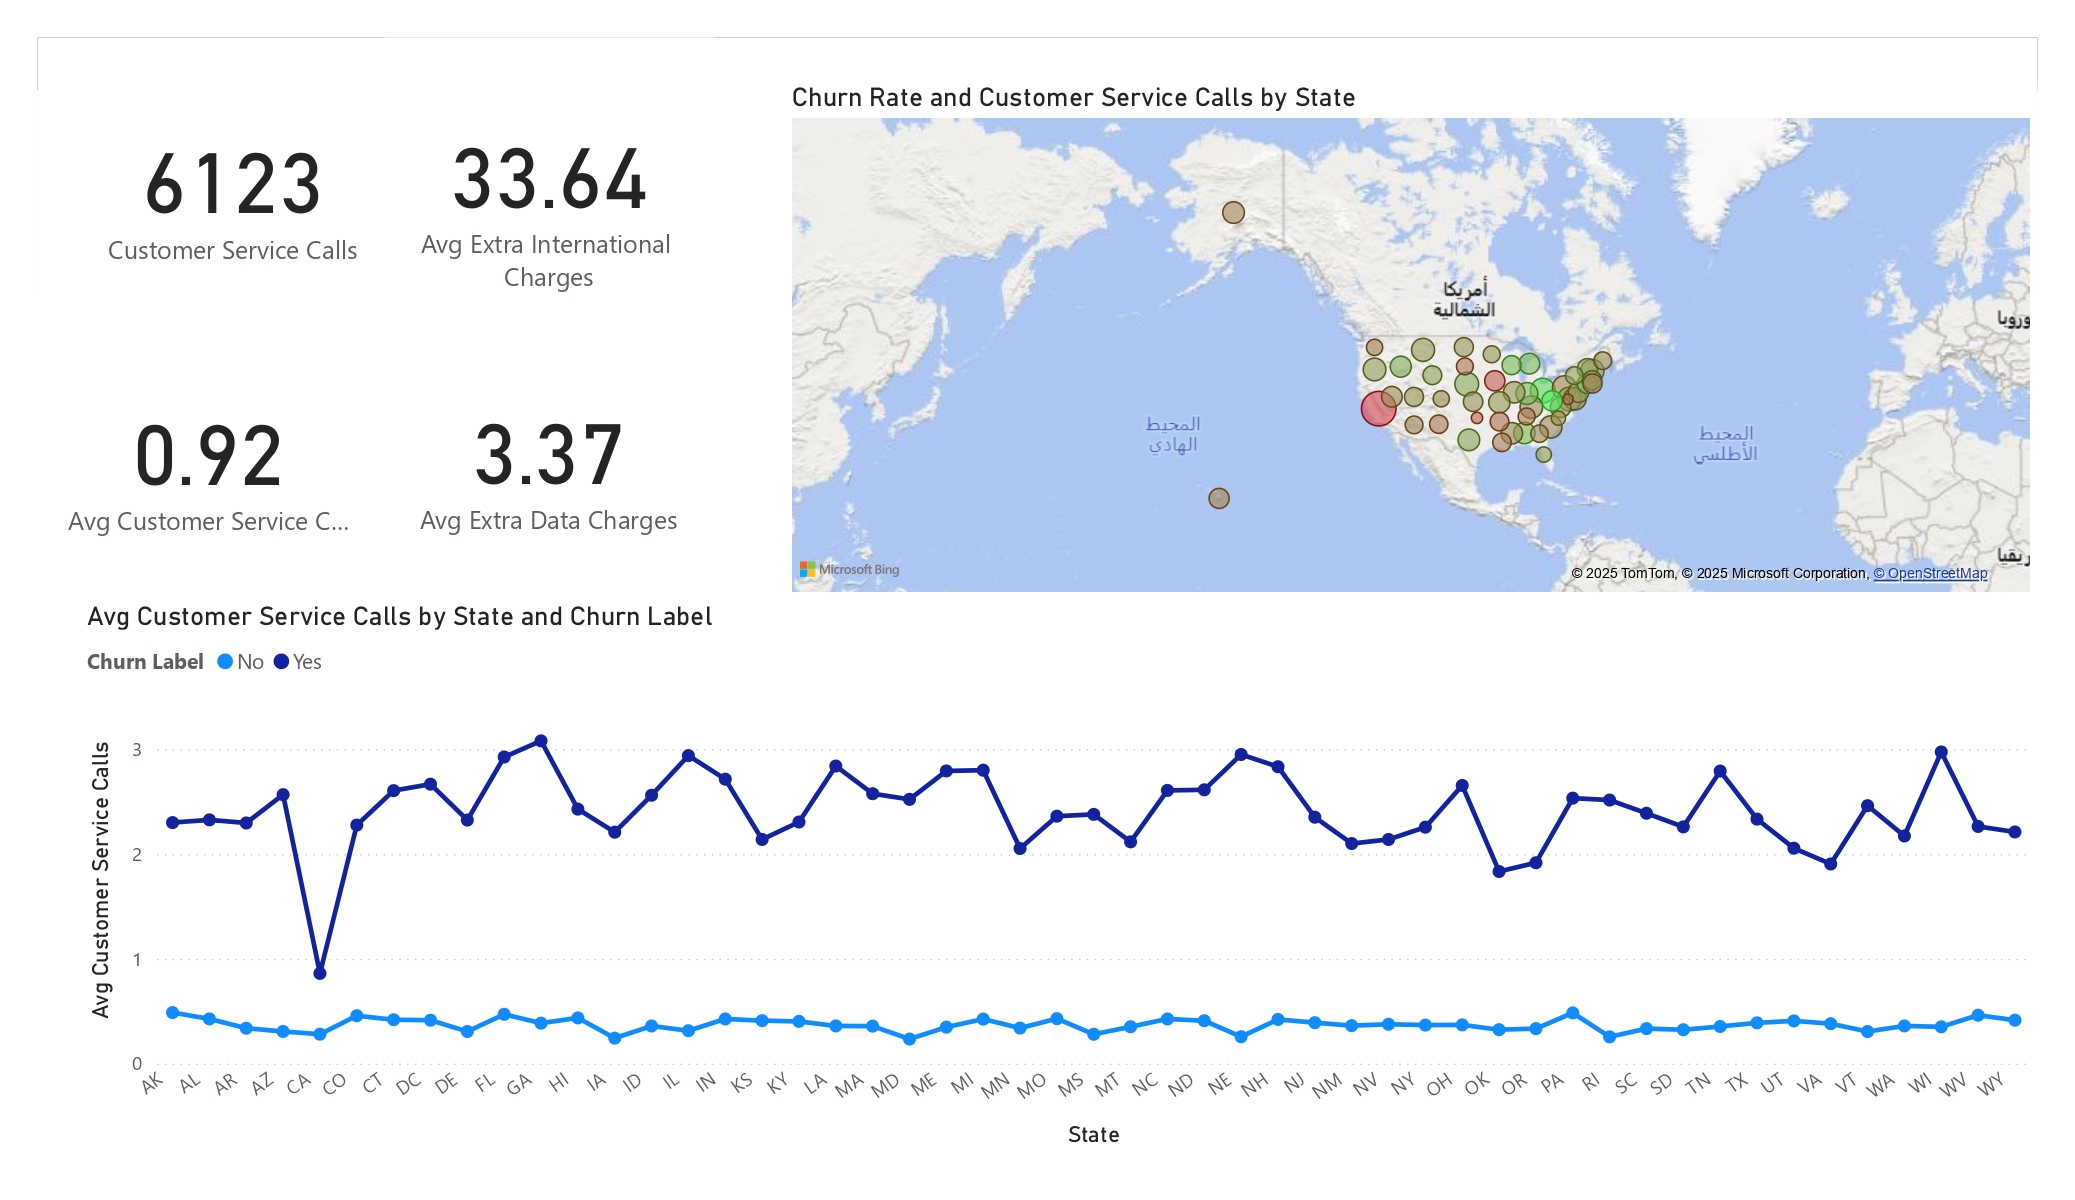 6123
Customer Service Calls
33.64
Avg Extra International
Charges
0.92
Avg Customer Service C...
3.37
Avg Extra Data Charges
Churn Rate and Customer Service Calls by State
أمريكا
الشمالية
المحيط
الهادي
المحيط
الأطلسي
وروبا
ريقيا
Microsoft Bing
© 2025 TomTom, © 2025 Microsoft Corporation, © OpenStreetMap
Avg Customer Service Calls by State and Churn Label
Churn Label No Yes
Avg Customer Service Calls
3
2
1
0
AK AL AR AZ CA CO CT DC DE FL GA HI IA ID IL IN KS KY LA MA MD ME MI MN MO MS MT NC ND NE NH NJ NM NV NY OH OK OR PA RI SC SD TN TX UT VA VT WA WI WV WY
State